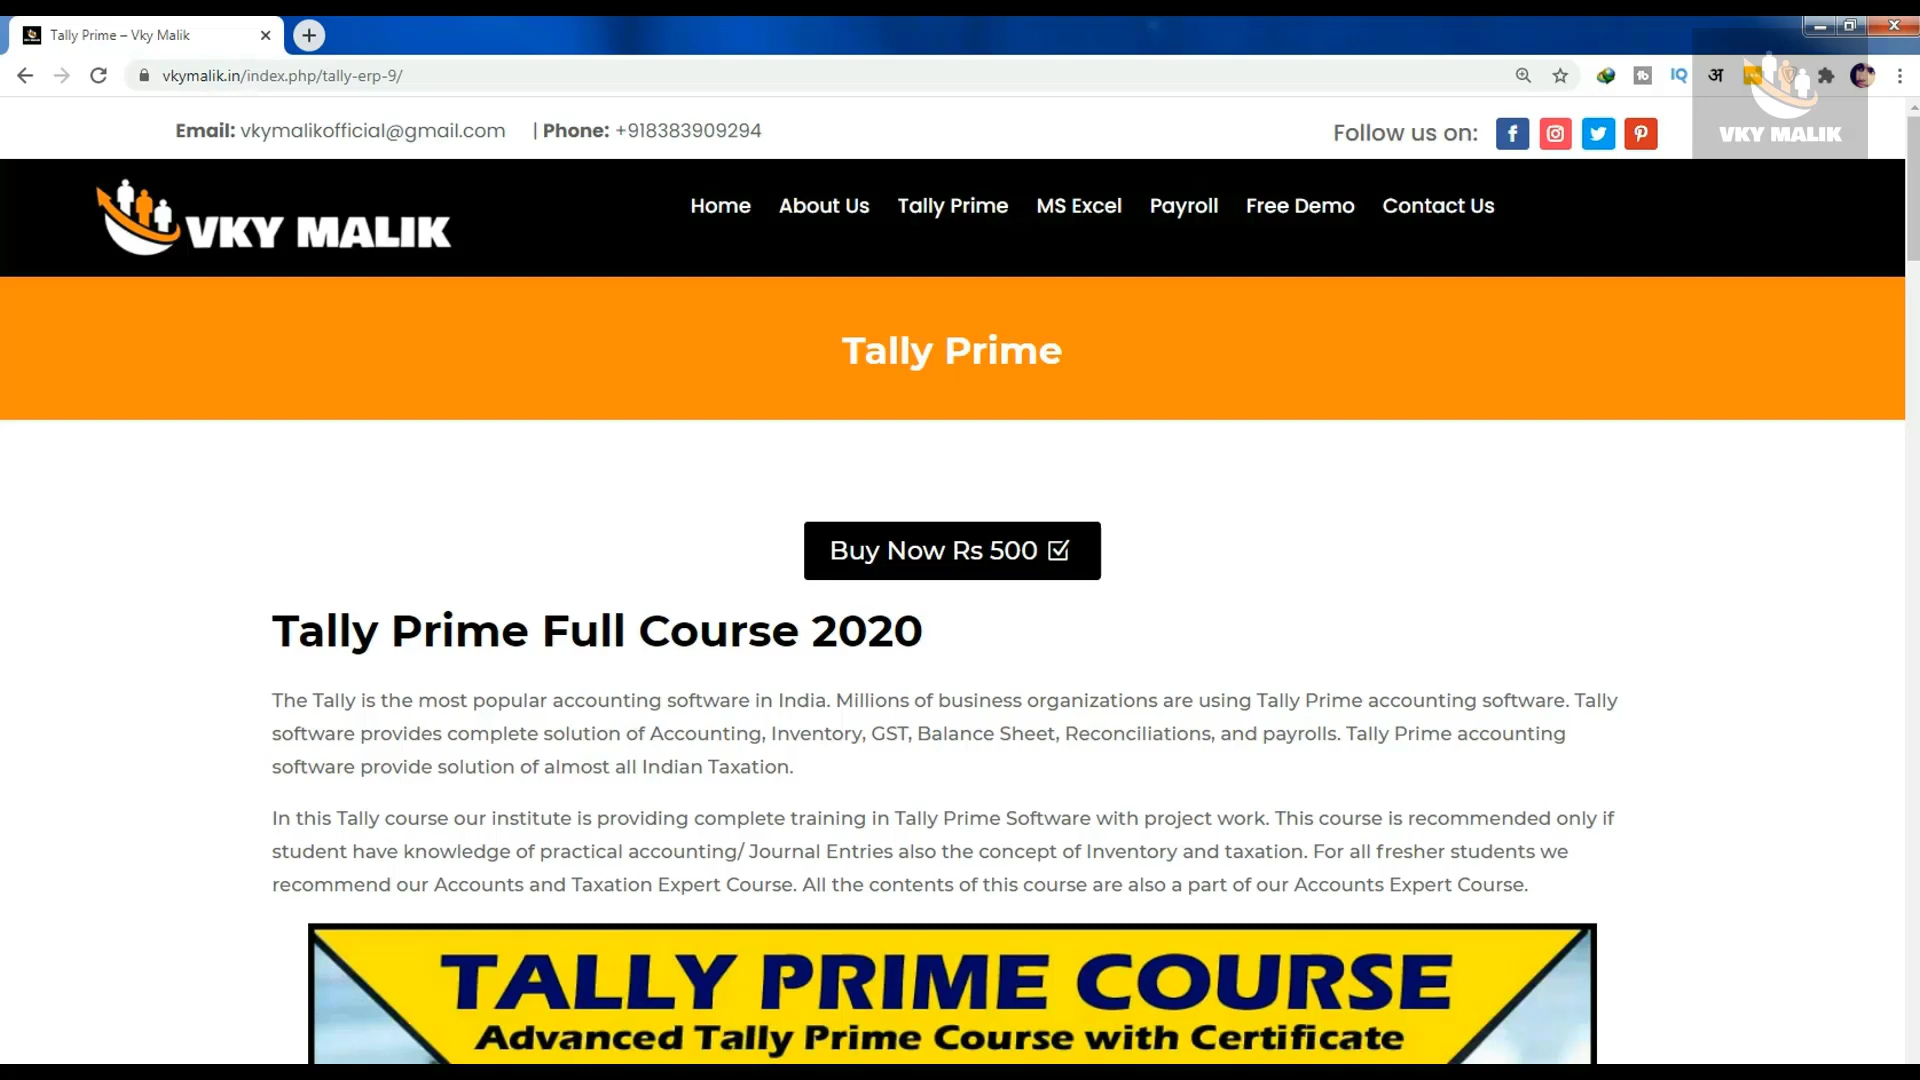 Tally Prime – Vky Malik
vkymalik.in/index.php/tally-erp-9/
IQ
अ
Email: vkymalikofficial@gmail.com | Phone: +918383909294
Follow us on:
VKY MALIK
VKY MALIK
Home About Us Tally Prime MS Excel Payroll Free Demo Contact Us
Tally Prime
Buy Now Rs 500
Tally Prime Full Course 2020
The Tally is the most popular accounting software in India. Millions of business organizations are using Tally Prime accounting software. Tally
software provides complete solution of Accounting, Inventory, GST, Balance Sheet, Reconciliations, and payrolls. Tally Prime accounting
software provide solution of almost all Indian Taxation.
In this Tally course our institute is providing complete training in Tally Prime Software with project work. This course is recommended only if
student have knowledge of practical accounting/ Journal Entries also the concept of Inventory and taxation. For all fresher students we
recommend our Accounts and Taxation Expert Course. All the contents of this course are also a part of our Accounts Expert Course.
TALLY PRIME COURSE
Advanced Tally Prime Course with Certificate